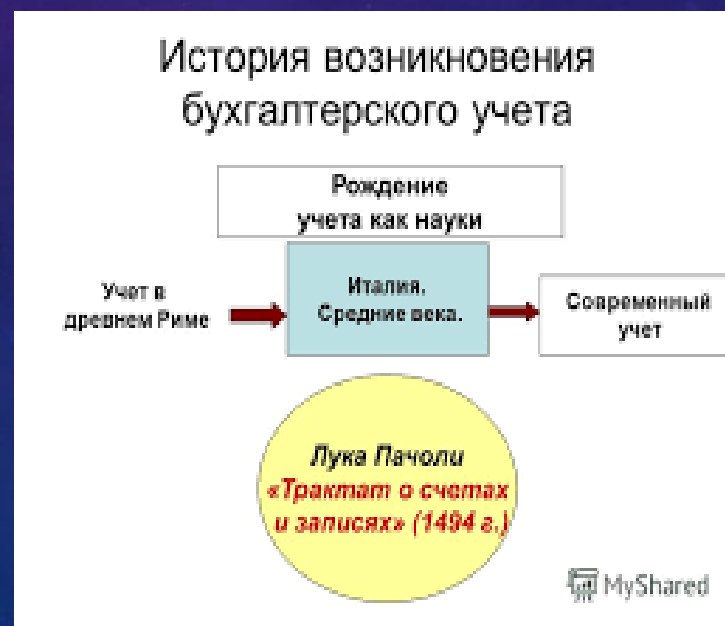 История возникновения
бухгалтерского учета
Рождение
учета как науки
Учет в
древнем Риме
Италия.
Средние века.
Современный
учет
Лука Пачоли
«Трактат о счетах
и записях» (1494 г.)
MyShared